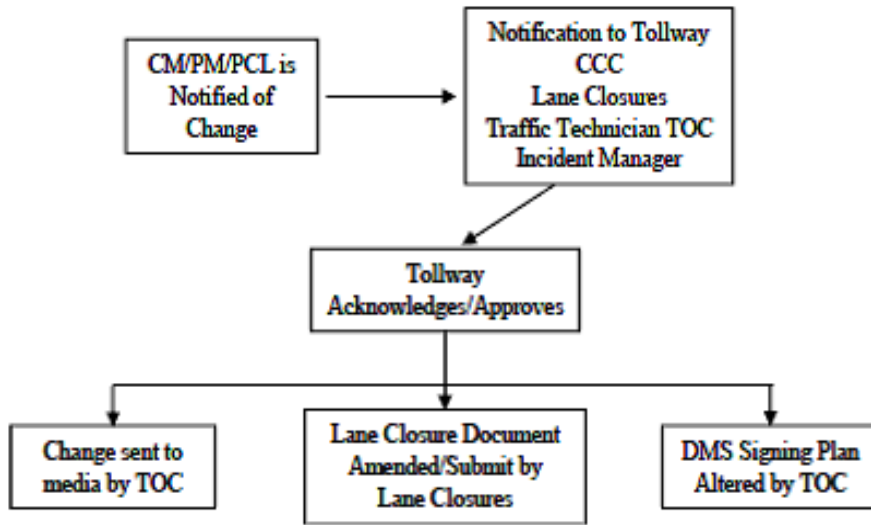 CM/PM/PCL is
Notified of
Change
Notification to Tollway
CCC
Lane Closures
Traffic Technician TOC
Incident Manager
Tollway
Acknowledges/Approves
Change sent to
media by TOC
Lane Closure Document
Amended/Submit by
Lane Closures
DMS Signing Plan
Altered by TOC